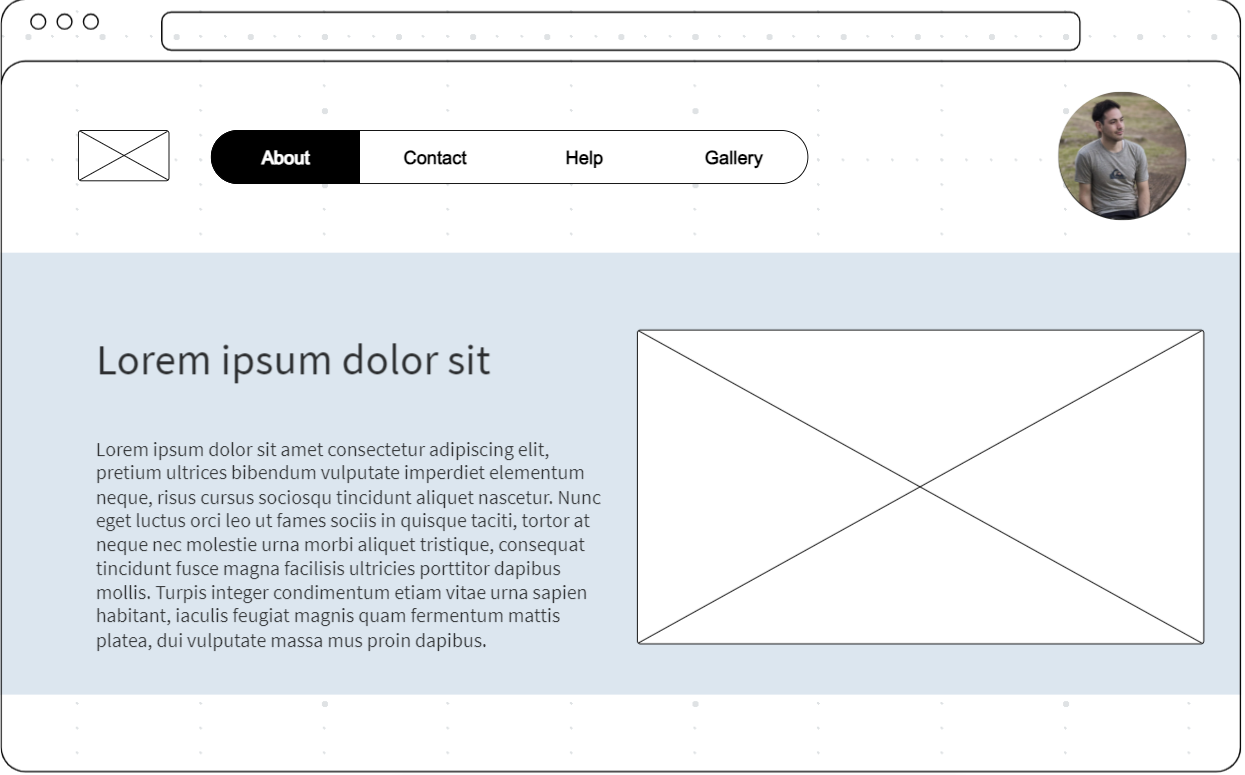 About Contact Help Gallery
Lorem ipsum dolor sit
Lorem ipsum dolor sit amet consectetur adipiscing elit,
pretium ultrices bibendum vulputate imperdiet elementum
neque, risus cursus sociosqu tincidunt aliquet nascetur. Nunc
eget luctus orci leo ut fames sociis in quisque taciti, tortor at
neque nec molestie urna morbi aliquet tristique, consequat
tincidunt fusce magna facilisis ultricies porttitor dapibus
mollis. Turpis integer condimentum etiam vitae urna sapien
habitant, iaculis feugiat magnis quam fermentum mattis
platea, dui vulputate massa mus proin dapibus.